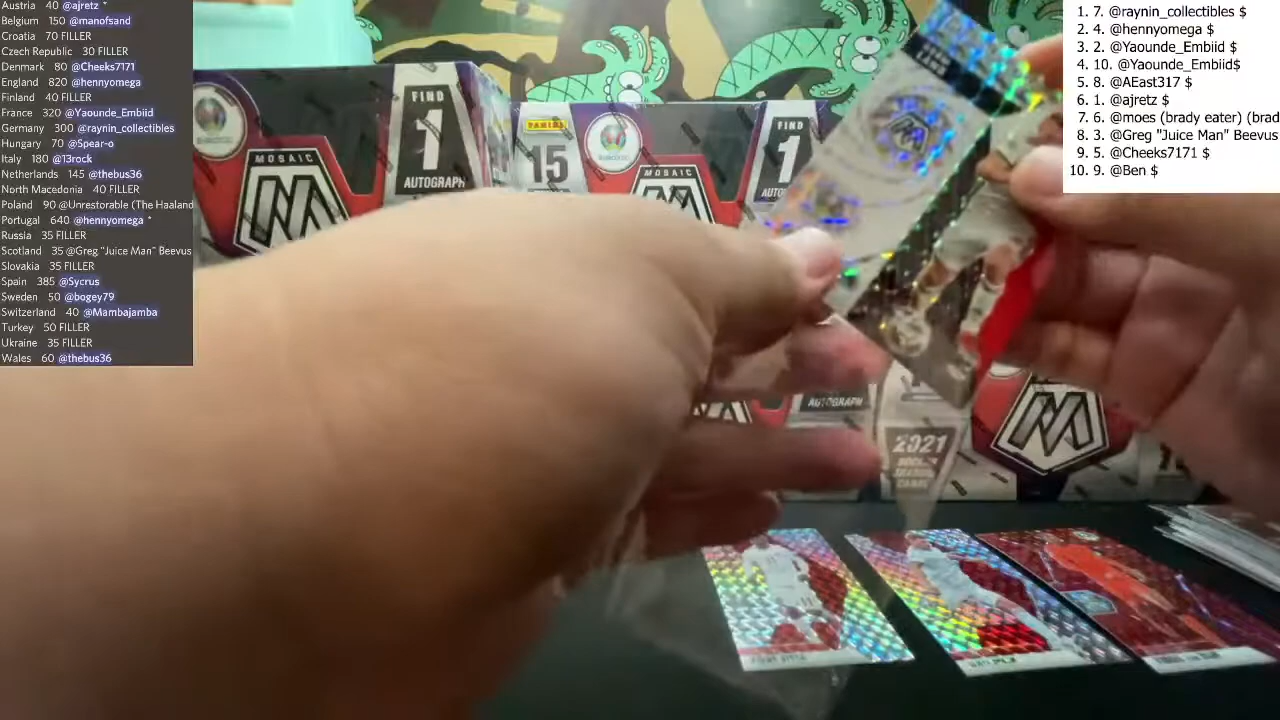 Austria 40 @ajretz *
Belgium 150 @manofsand
Croatia 70 FILLER
Czech Republic 30 FILLER
Denmark 80 @Cheeks7171
England 820 @hennyomega
Finland 40 FILLER
France 320 @Yaounde_Embiid
Germany 300 @raynin_collectibles
Hungary 70 @Spear-o
Italy 180 @13rock
Netherlands 145 @thebus36
North Macedonia 40 FILLER
Poland 90 @Unrestorable (The Haaland
Portugal 640 @hennyomega *
Russia 35 FILLER
Scotland 35 @Greg "Juice Man" Beevus
Slovakia 35 FILLER
Spain 385 @Sycrus
Sweden 50 @bogey79
Switzerland 40 @Mambajamba
Turkey 50 FILLER
Ukraine 35 FILLER
Wales 60 @thebus36
1. 7. @raynin_collectibles $
2. 4. @hennyomega $
3. 2. @Yaounde_Embiid $
4. 10. @Yaounde_Embiid$
5. 8. @AEast317 $
6. 1. @ajretz $
7. 6. @moes (brady eater) (brad
8. 3. @Greg "Juice Man" Beevus
9. 5. @Cheeks7171 $
10. 9. @Ben $
MOSAIC
FIND
1
AUTOGRAPH
PANINI
15
MOSAIC
FIND
1
AUTOGRAPH
2021